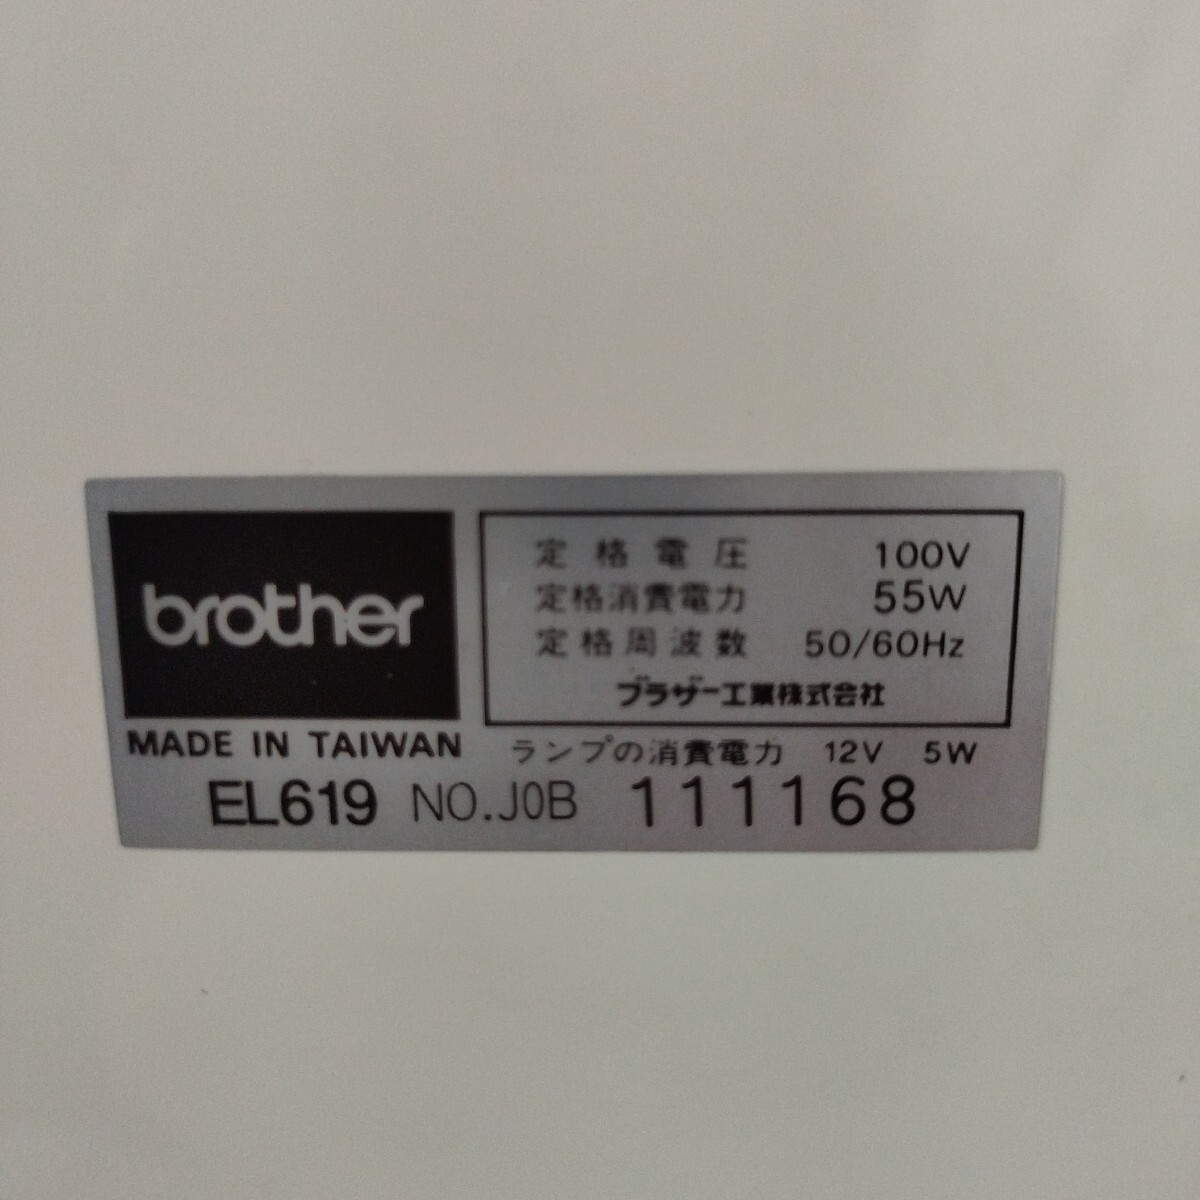 brother
MADE IN TAIWAN
定格電圧 100V
定格消費電力 55W
定格周波数 50/60Hz
ブラザー工業株式会社
ランプの消費電力 12V 5W
EL619 NO.J0B 111168